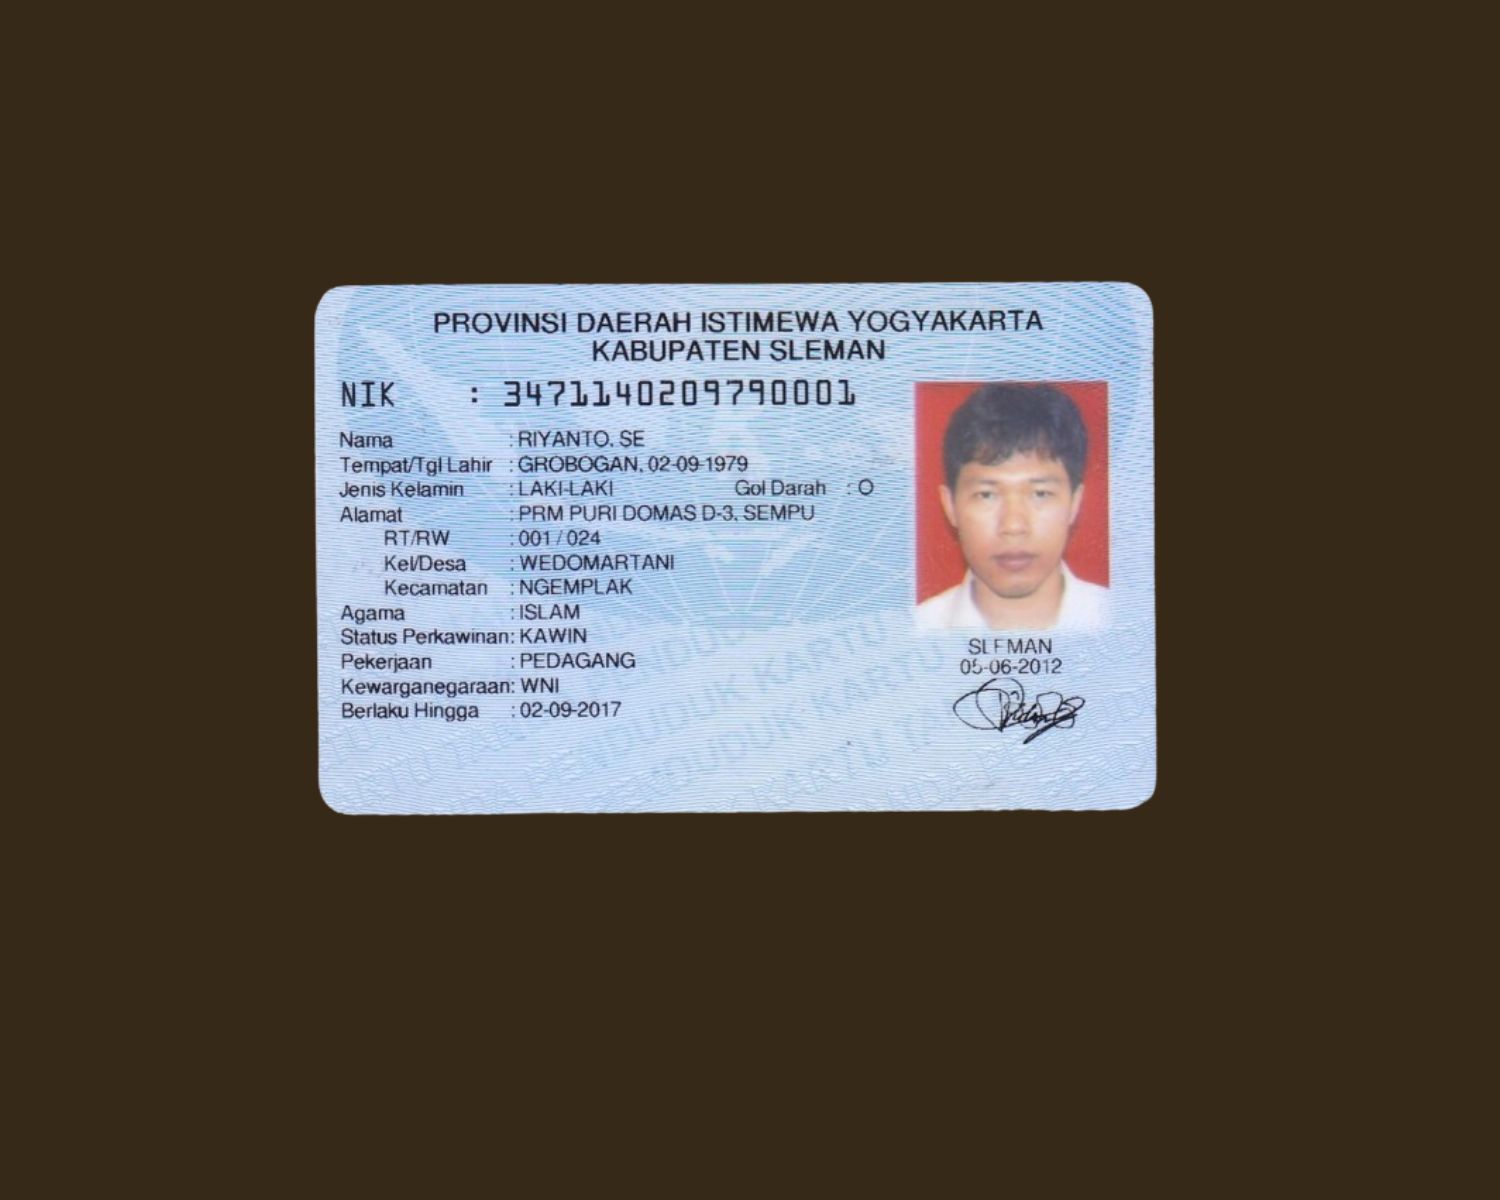 PROVINSI DAERAH ISTIMEWA YOGYAKARTA
KABUPATEN SLEMAN
NIK : 3471140209790001
Nama : RIYANTO, SE
Tempat/Tgl Lahir : GROBOGAN, 02-09-1979
Jenis Kelamin : LAKI-LAKI Gol Darah : O
Alamat : PRM PURI DOMAS D-3, SEMPU
RT/RW : 001 / 024
Kel/Desa : WEDOMARTANI
Kecamatan : NGEMPLAK
Agama : ISLAM
Status Perkawinan : KAWIN
Pekerjaan : PEDAGANG
Kewarganegaraan : WNI
Berlaku Hingga : 02-09-2017
SLEMAN
05-06-2012